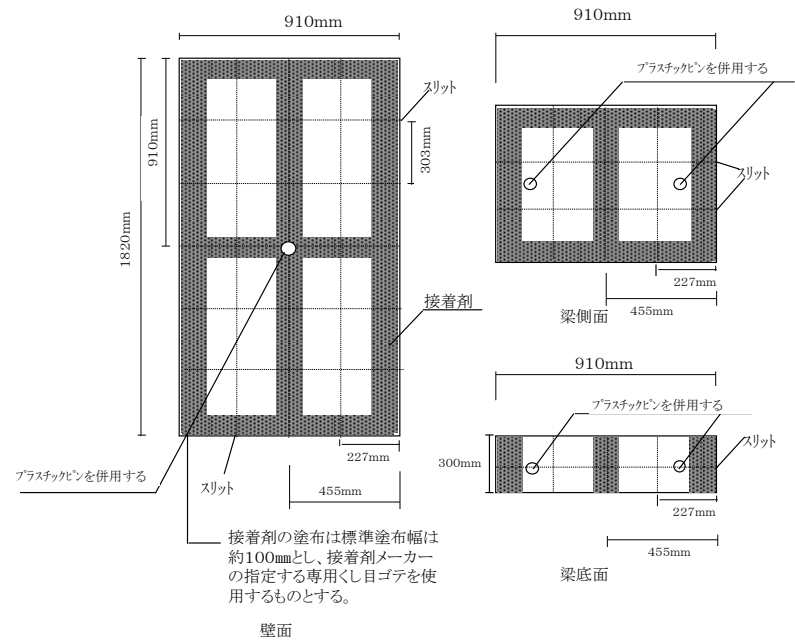 910mm
スリット
910mm
303mm
1820mm
接着剤
227mm
プラスチックピンを併用する
スリット
455mm
接着剤の塗布は標準塗布幅は
約100㎜とし、接着剤メーカー
の指定する専用くし目ゴテを使
用するものとする。
壁面
910mm
プラスチックピンを併用する
スリット
227mm
455mm
梁側面
910mm
プラスチックピンを併用する
スリット
300mm
227mm
455mm
梁底面